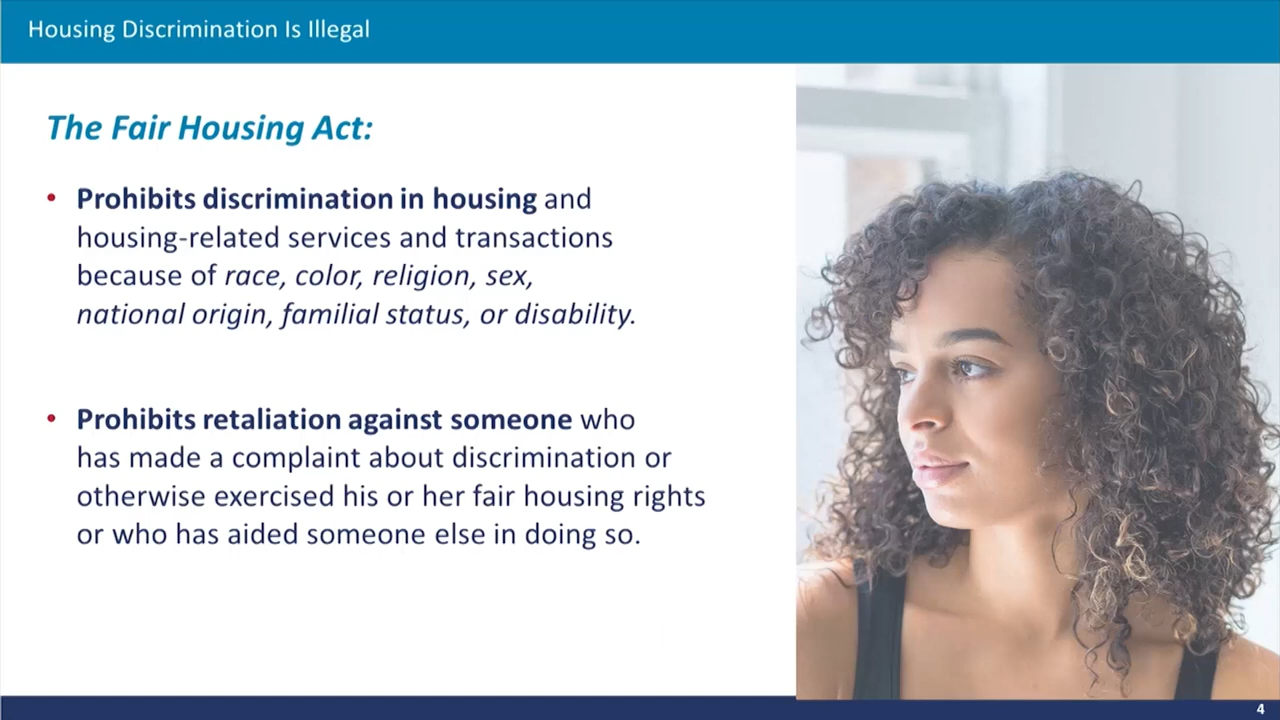 Housing Discrimination Is Illegal
The Fair Housing Act:
• Prohibits discrimination in housing and
housing-related services and transactions
because of race, color, religion, sex,
national origin, familial status, or disability.
• Prohibits retaliation against someone who
has made a complaint about discrimination or
otherwise exercised his or her fair housing rights
or who has aided someone else in doing so.
4